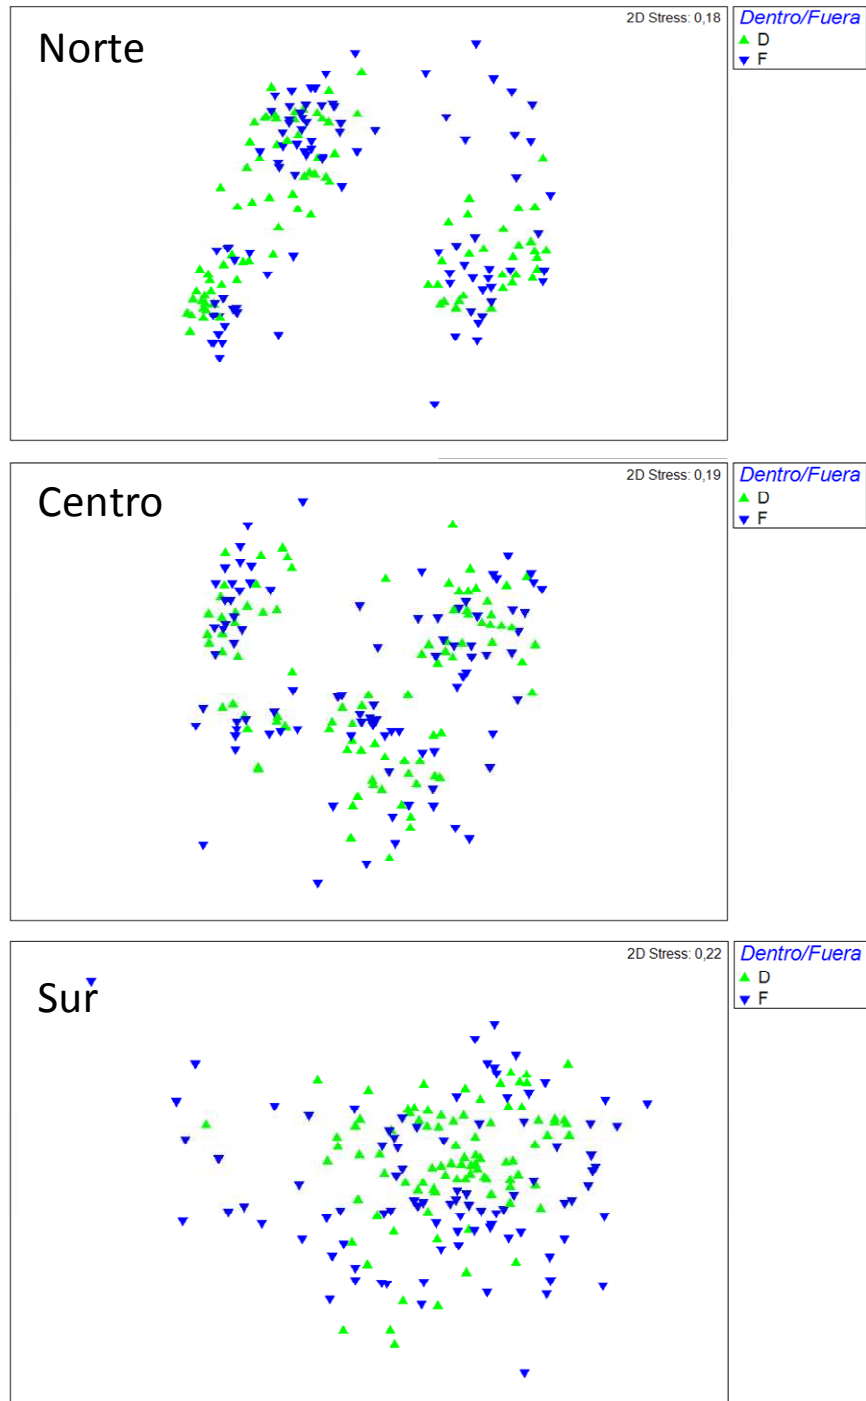 Norte
2D Stress: 0,18
Dentro/Fuera
D
F
Centro
2D Stress: 0,19
Dentro/Fuera
D
F
Sur
2D Stress: 0,22
Dentro/Fuera
D
F